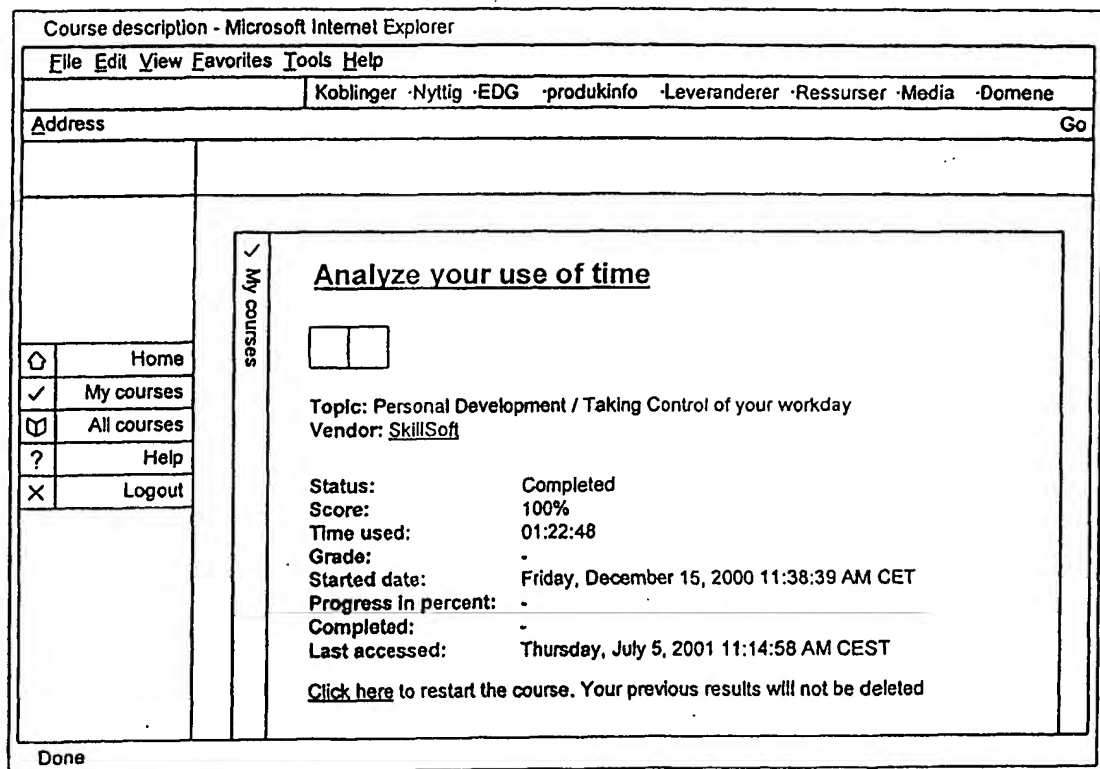 Course description - Microsoft Internet Explorer
File Edit View Favorites Tools Help
Koblinger ·Nyttig ·EDG ·produkinfo ·Leveranderer ·Ressurser ·Media ·Domene
Address Go
✓ My courses
Analyze your use of time
Home
My courses
All courses
? Help
Logout
Topic: Personal Development / Taking Control of your workday
Vendor: SkillSoft
Status: Completed
Score: 100%
Time used: 01:22:48
Grade: -
Started date: Friday, December 15, 2000 11:38:39 AM CET
Progress in percent: -
Completed: -
Last accessed: Thursday, July 5, 2001 11:14:58 AM CEST
Click here to restart the course. Your previous results will not be deleted
Done